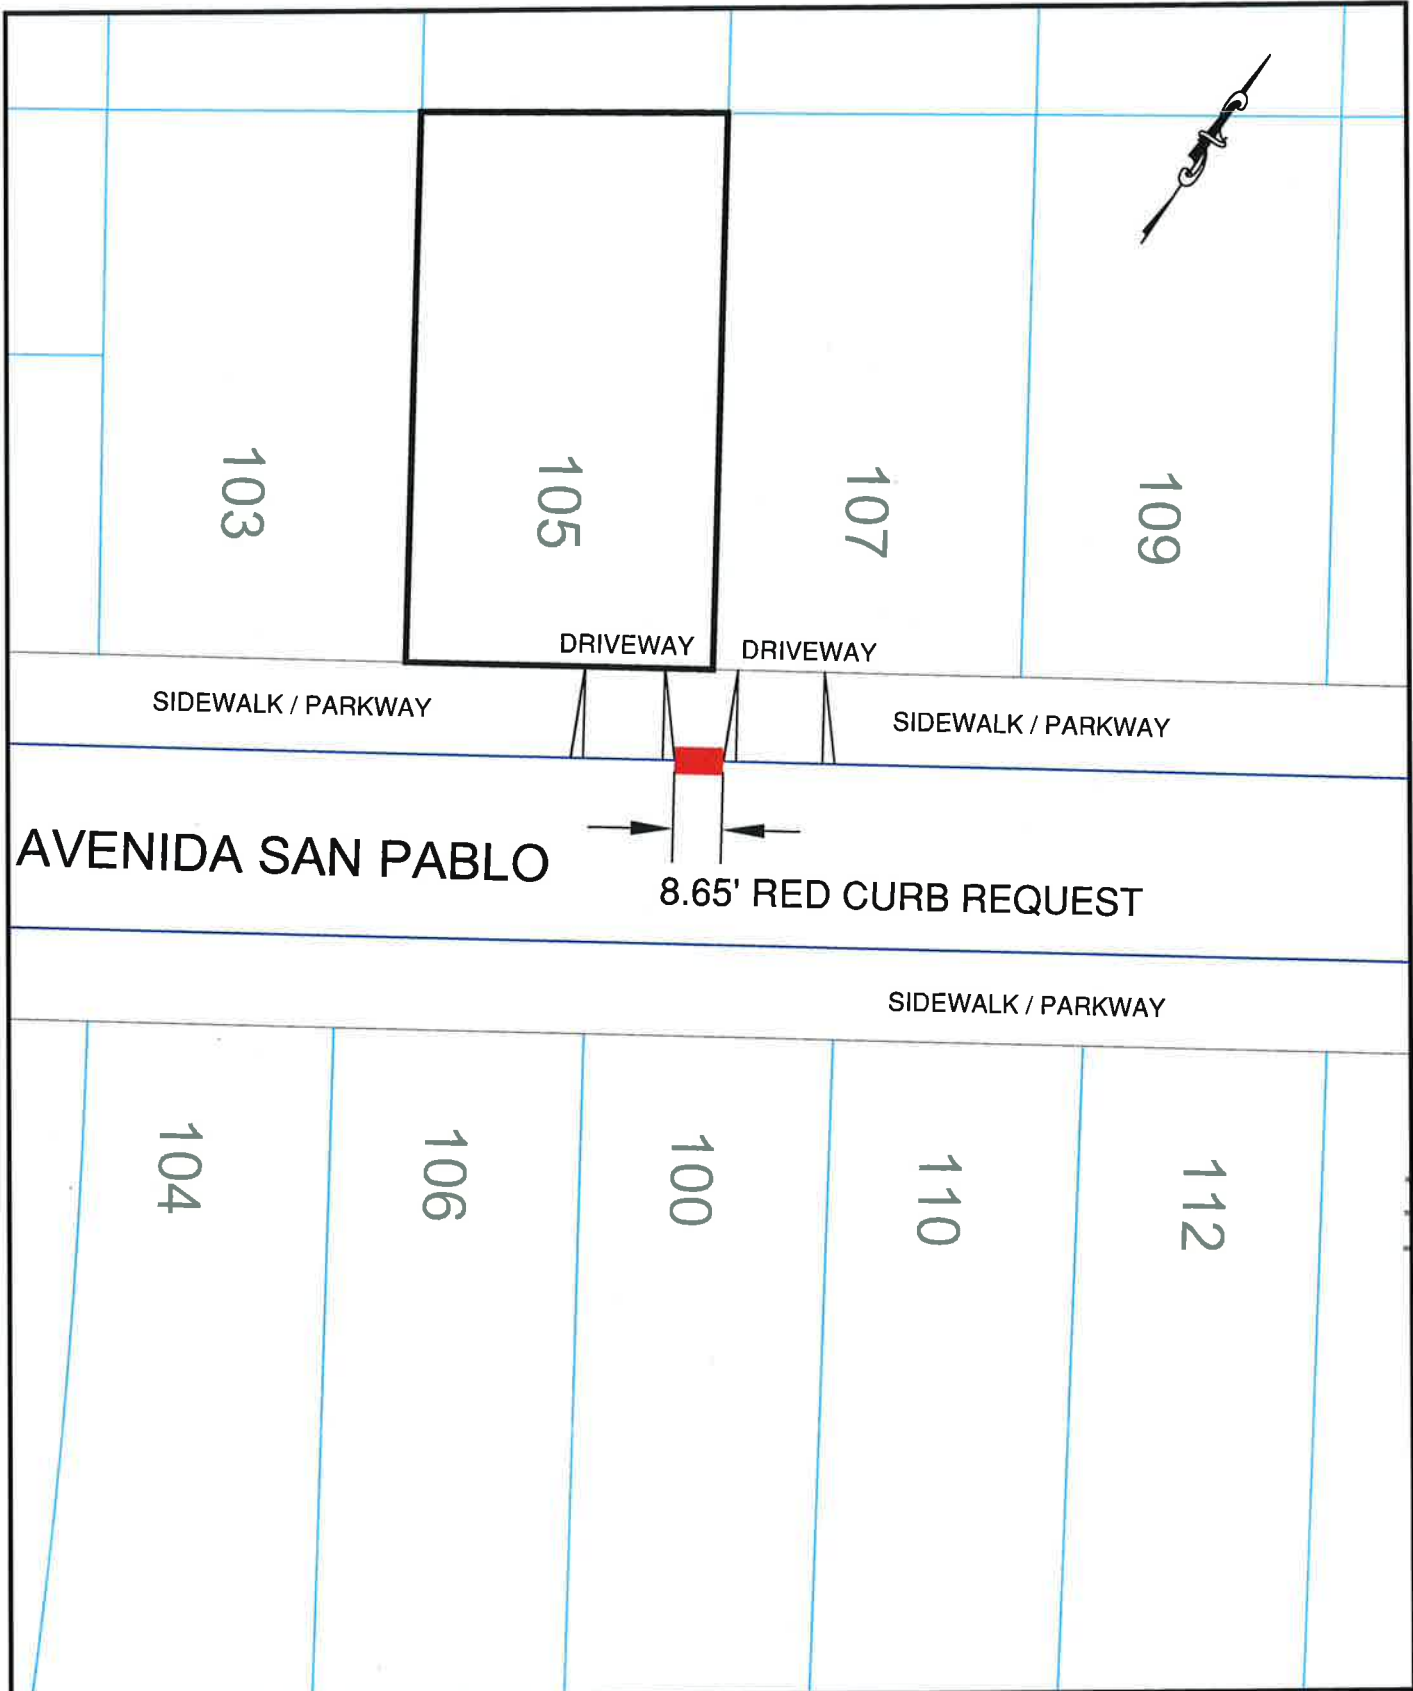 103
105
107
109
DRIVEWAY
DRIVEWAY
SIDEWALK / PARKWAY
SIDEWALK / PARKWAY
AVENIDA SAN PABLO
8.65' RED CURB REQUEST
SIDEWALK / PARKWAY
104
106
100
110
112